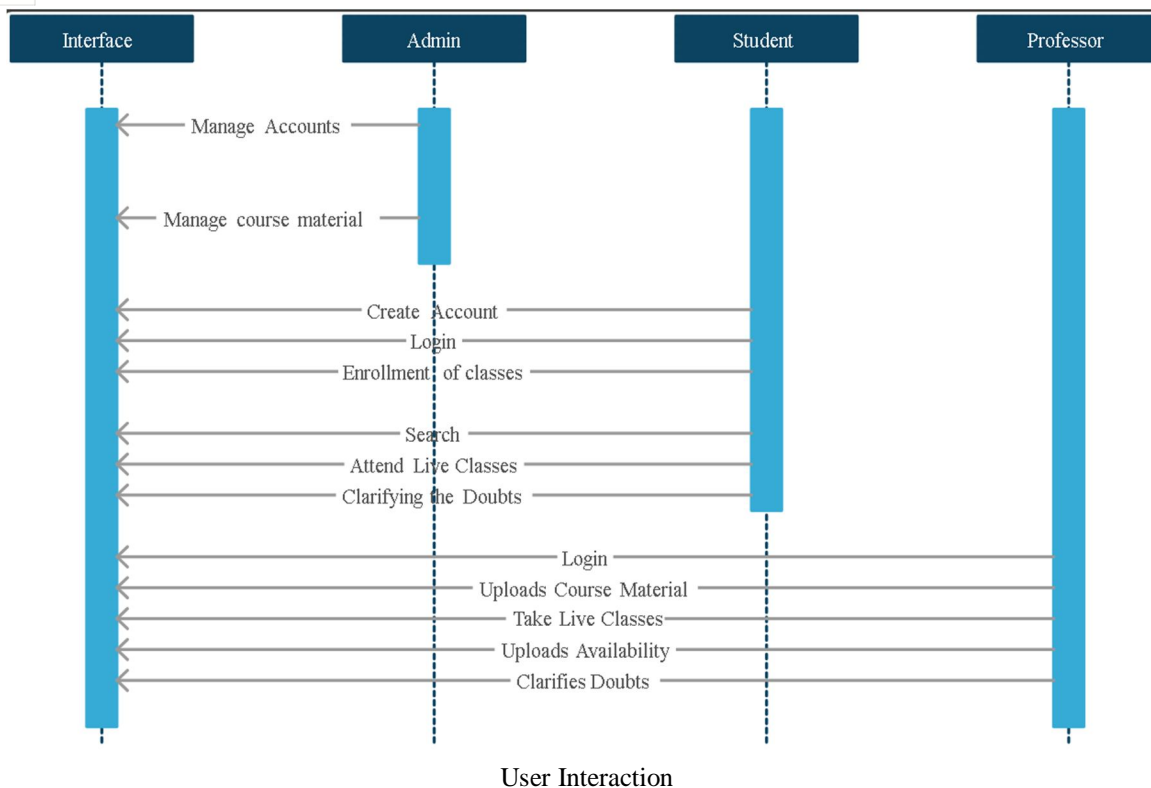 Interface
Admin
Student
Professor
Manage Accounts
Manage course material
Create Account
Login
Enrollment of classes
Search
Attend Live Classes
Clarifying the Doubts
Login
Uploads Course Material
Take Live Classes
Uploads Availability
Clarifies Doubts
User Interaction